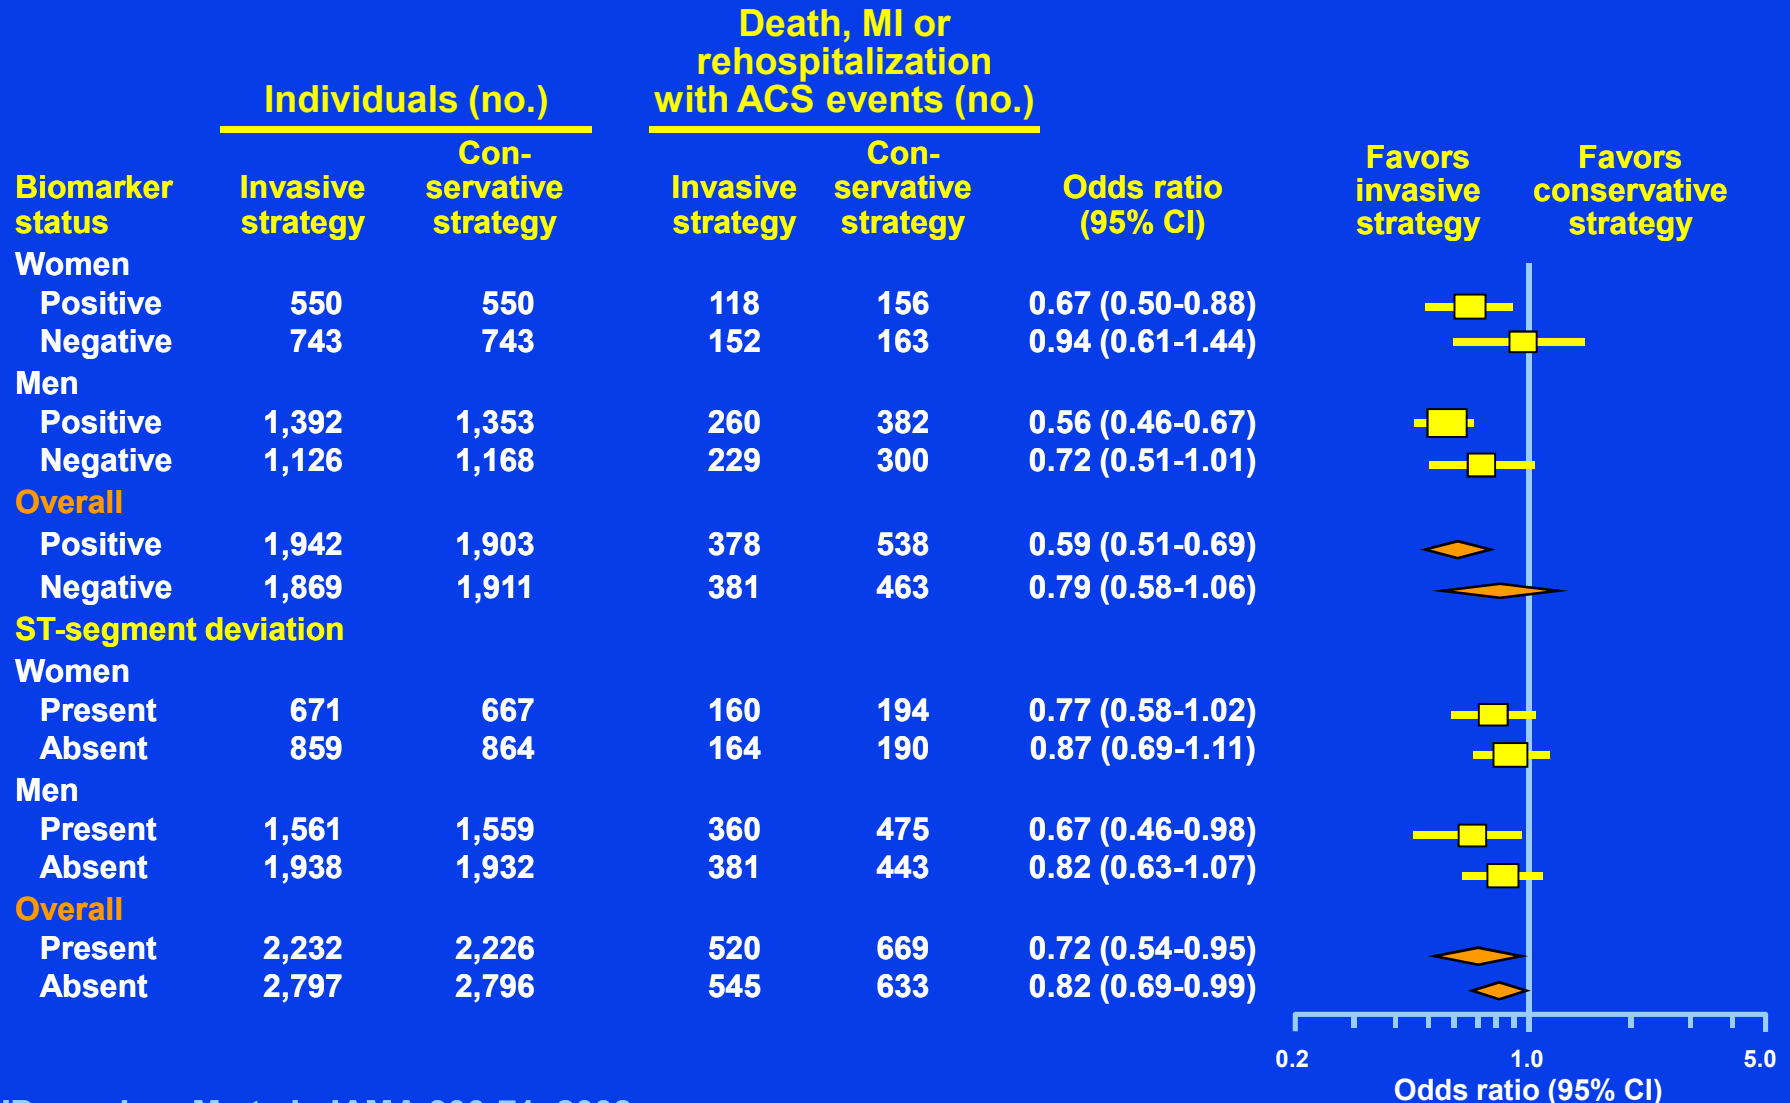 Death, MI or
rehospitalization
Individuals (no.) with ACS events (no.)
Con- Con- Favors Favors
Biomarker Invasive servative Invasive servative Odds ratio invasive conservative
status strategy strategy strategy strategy (95% CI) strategy strategy
Women
Positive 550 550 118 156 0.67 (0.50-0.88)
Negative 743 743 152 163 0.94 (0.61-1.44)
Men
Positive 1,392 1,353 260 382 0.56 (0.46-0.67)
Negative 1,126 1,168 229 300 0.72 (0.51-1.01)
Overall
Positive 1,942 1,903 378 538 0.59 (0.51-0.69)
Negative 1,869 1,911 381 463 0.79 (0.58-1.06)
ST-segment deviation
Women
Present 671 667 160 194 0.77 (0.58-1.02)
Absent 859 864 164 190 0.87 (0.69-1.11)
Men
Present 1,561 1,559 360 475 0.67 (0.46-0.98)
Absent 1,938 1,932 381 443 0.82 (0.63-1.07)
Overall
Present 2,232 2,226 520 669 0.72 (0.54-0.95)
Absent 2,797 2,796 545 633 0.82 (0.69-0.99)
0.2 1.0 5.0
Odds ratio (95% CI)